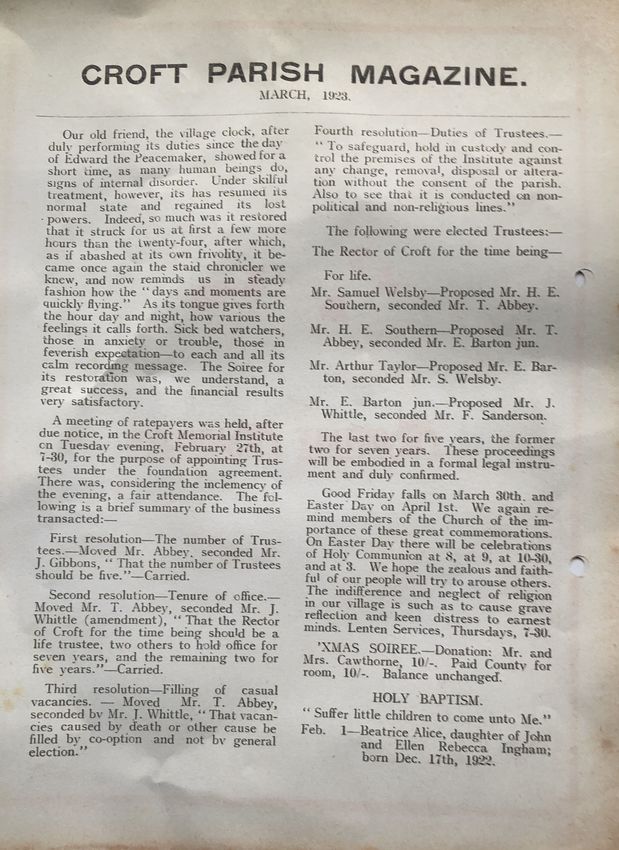 CROFT PARISH MAGAZINE.
MARCH, 1923.
Our old friend, the village clock, after
duly performing its duties since the day
of Edward the Peacemaker, showed for a
short time, as many human beings do,
signs of internal disorder. Under skilful
treatment, however, its has resumed its
normal state and regained its lost
powers. Indeed, so much was it restored
that it struck for us at first a few more
hours than the twenty-four, after which,
as if abashed at its own frivolity, it be-
came once again the staid chronicler we
knew, and now reminds us in steady
fashion how the "days and moments are
quickly flying." As its tongue gives forth
the hour day and night, how various the
feelings it calls forth. Sick bed watchers,
those in anxiety or trouble, those in
feverish expectation—to each and all its
calm recording message. The Soiree for
its restoration was, we understand, a
great success, and the financial results
very satisfactory.
A meeting of ratepayers was held, after
due notice, in the Croft Memorial Institute
on Tuesday evening, February 27th, at
7-30, for the purpose of appointing Trus-
tees under the foundation agreement.
There was, considering the inclemency of
the evening, a fair attendance. The fol-
lowing is a brief summary of the business
transacted:—
First resolution—The number of Trus-
tees.—Moved Mr. Abbey, seconded Mr.
J. Gibbons, "That the number of Trustees
should be five."—Carried.
Second resolution—Tenure of office.—
Moved Mr. T. Abbey, seconded Mr. J.
Whittle (amendment), "That the Rector
of Croft for the time being should be a
life trustee, two others to hold office for
seven years, and the remaining two for
five years."—Carried.
Third resolution—Filling of casual
vacancies. — Moved Mr. T. Abbey,
seconded by Mr. J. Whittle, "That vacan-
cies caused by death or other cause be
filled by co-option and not by general
election."
Fourth resolution—Duties of Trustees.—
"To safeguard, hold in custody and con-
trol the premises of the Institute against
any change, removal, disposal or altera-
tion without the consent of the parish.
Also to see that it is conducted on non-
political and non-religious lines."
The following were elected Trustees:—
The Rector of Croft for the time being—
For life.
Mr. Samuel Welsby—Proposed Mr. H. E.
Southern, seconded Mr. T. Abbey.
Mr. H. E. Southern—Proposed Mr. T.
Abbey, seconded Mr. E. Barton jun.
Mr. Arthur Taylor—Proposed Mr. E. Bar-
ton, seconded Mr. S. Welsby.
Mr. E. Barton jun.—Proposed Mr. J.
Whittle, seconded Mr. F. Sanderson.
The last two for five years, the former
two for seven years. These proceedings
will be embodied in a formal legal instru-
ment and duly confirmed.
Good Friday falls on March 30th. and
Easter Day on April 1st. We again re-
mind members of the Church of the im-
portance of these great commemorations.
On Easter Day there will be celebrations
of Holy Communion at 8, at 9, at 10-30,
and at 3. We hope the zealous and faith-
ful of our people will try to arouse others.
The indifference and neglect of religion
in our village is such as to cause grave
reflection and keen distress to earnest
minds. Lenten Services, Thursdays, 7-30.
'XMAS SOIREE.—Donation: Mr. and
Mrs. Cawthorne, 10/-. Paid County for
room, 10/-. Balance unchanged.
HOLY BAPTISM.
"Suffer little children to come unto Me."
Feb. 1—Beatrice Alice, daughter of John
and Ellen Rebecca Ingham;
born Dec. 17th, 1922.